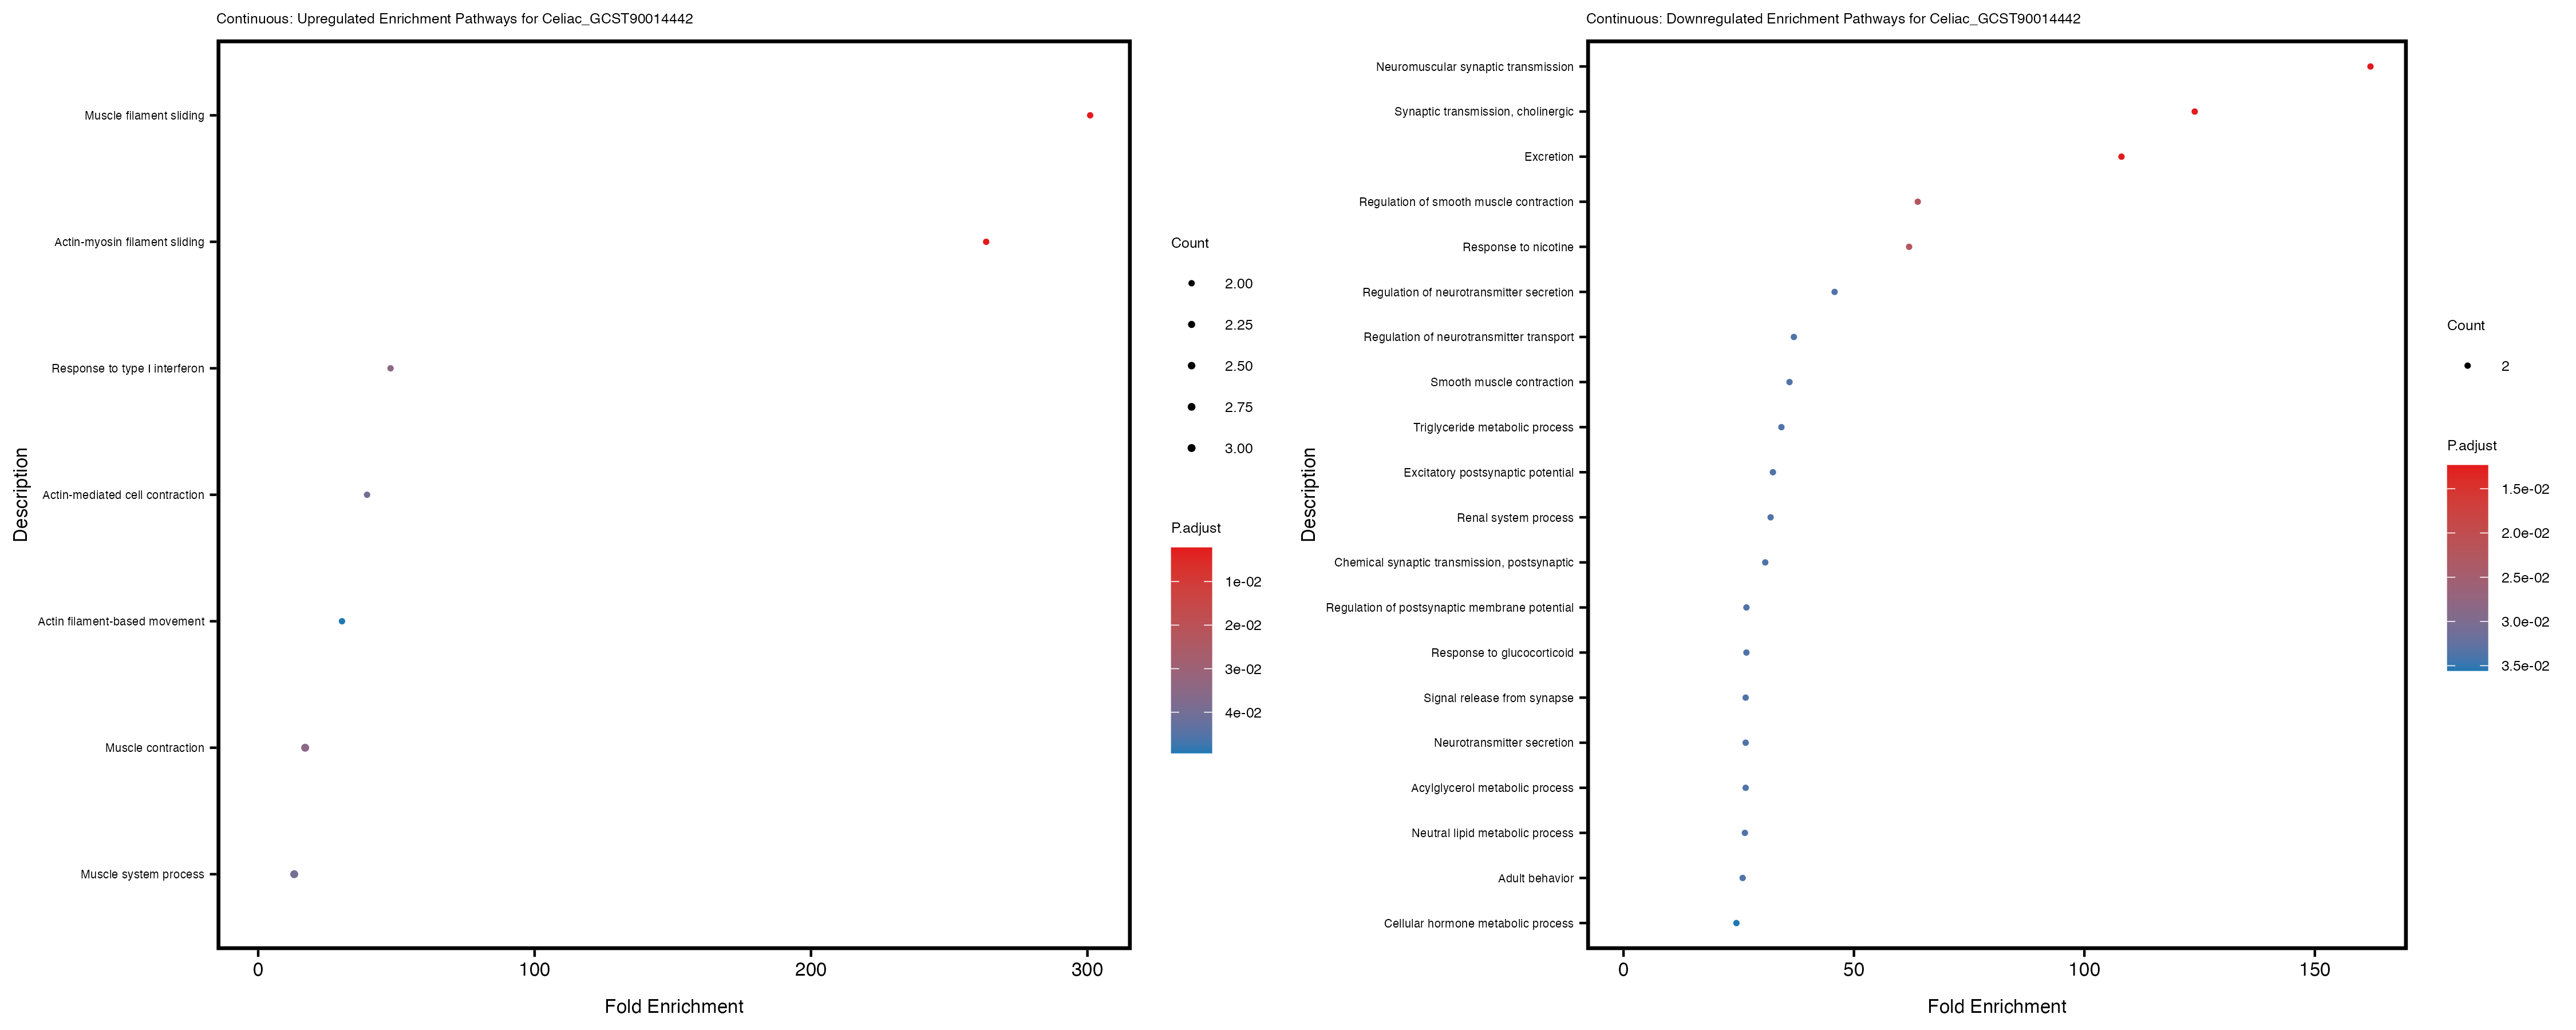 Continuous: Upregulated Enrichment Pathways for Celiac_GCST90014442
Description
Muscle filament sliding
Actin-myosin filament sliding
Response to type I interferon
Actin-mediated cell contraction
Actin filament-based movement
Muscle contraction
Muscle system process
0
100
200
300
Fold Enrichment
Count
2.00
2.25
2.50
2.75
3.00
P.adjust
1e-02
2e-02
3e-02
4e-02
Continuous: Downregulated Enrichment Pathways for Celiac_GCST90014442
Description
Neuromuscular synaptic transmission
Synaptic transmission, cholinergic
Excretion
Regulation of smooth muscle contraction
Response to nicotine
Regulation of neurotransmitter secretion
Regulation of neurotransmitter transport
Smooth muscle contraction
Triglyceride metabolic process
Excitatory postsynaptic potential
Renal system process
Chemical synaptic transmission, postsynaptic
Regulation of postsynaptic membrane potential
Response to glucocorticoid
Signal release from synapse
Neurotransmitter secretion
Acylglycerol metabolic process
Neutral lipid metabolic process
Adult behavior
Cellular hormone metabolic process
0
50
100
150
Fold Enrichment
Count
2
P.adjust
1.5e-02
2.0e-02
2.5e-02
3.0e-02
3.5e-02